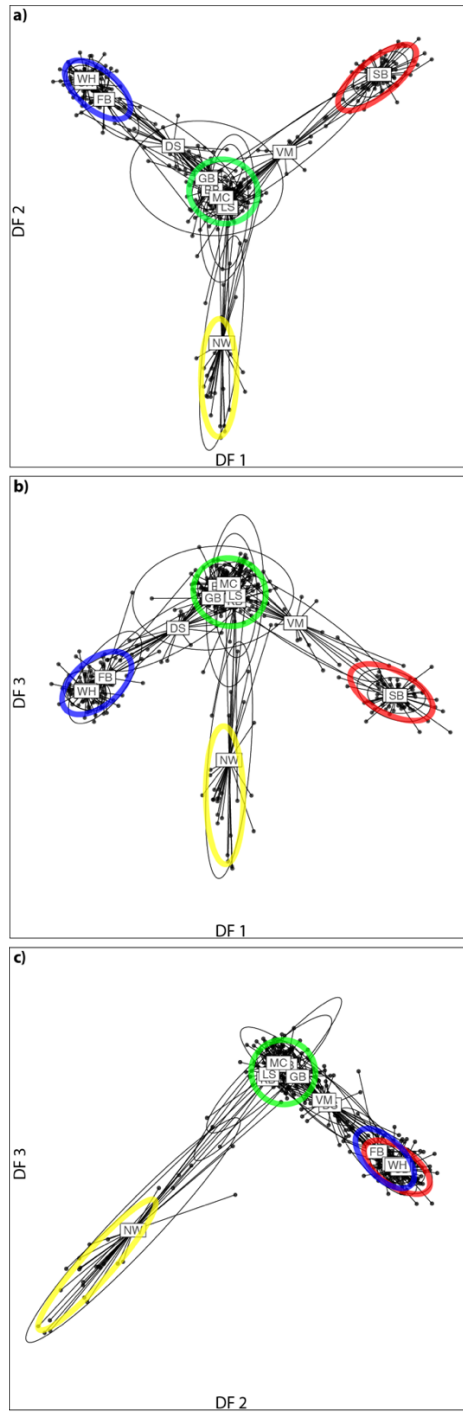 a)
WH
FB
SB
DS
VM
GB
MC
LS
NW
DF 2
DF 1
b)
MC
LS
GB
VM
DS
FB
WH
SB
NW
DF 3
DF 1
c)
MC
LS
GB
VM
FB
WH
NW
DF 3
DF 2